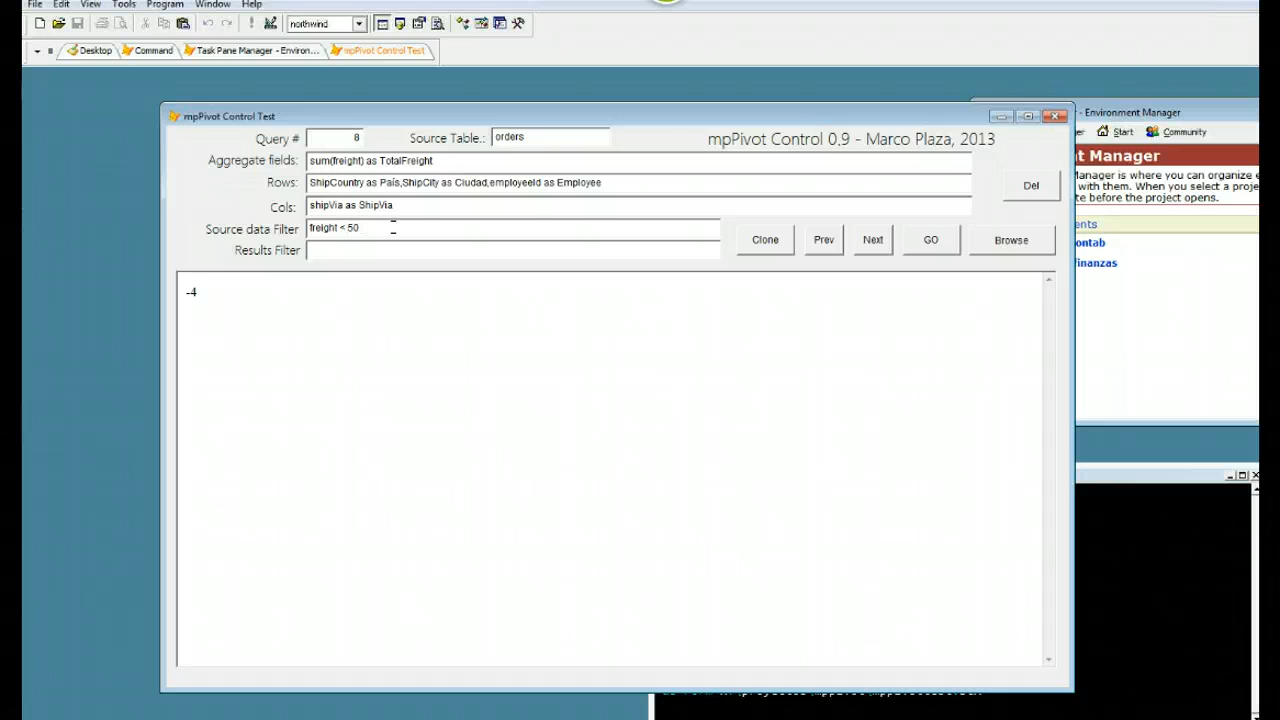 File Edit View Tools Program Window Help
northwind
Desktop Command Task Pane Manager - Environ... mpPivot Control Test
mpPivot Control Test
Query # 8 Source Table.: orders mpPivot Control 0.9 - Marco Plaza, 2013
Aggregate fields: sum(freight) as TotalFreight
Rows: ShipCountry as País,ShipCity as Ciudad,employeeId as Employee
Del
Cols: shipVia as ShipVia
Source data Filter freight < 50
Clone Prev Next GO Browse
Results Filter
-4
- Environment Manager
Start Community
t Manager
Manager is where you can organize e
with them. When you select a proje
ate before the project opens.
ents
ontab
finanzas